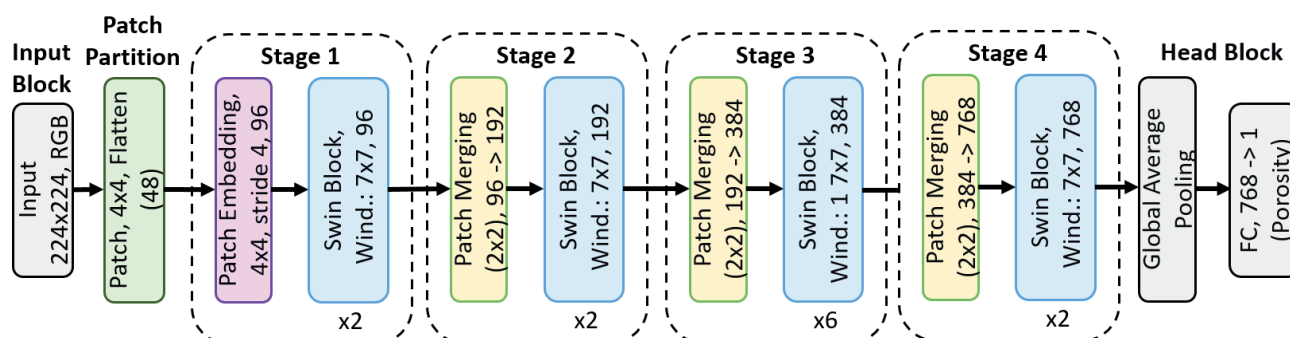 Input
Block
Input
224x224, RGB
Patch
Partition
Patch, 4x4, Flatten
(48)
Stage 1
Patch Embedding,
4x4, stride 4, 96
Swin Block,
Wind.: 7x7, 96
x2
Stage 2
Patch Merging
(2x2), 96 -> 192
Swin Block,
Wind.: 7x7, 192
x2
Stage 3
Patch Merging
(2x2), 192 -> 384
Swin Block,
Wind.: 1 7x7, 384
x6
Stage 4
Patch Merging
(2x2), 384 -> 768
Swin Block,
Wind.: 7x7, 768
x2
Head Block
Global Average
Pooling
FC, 768 -> 1
(Porosity)